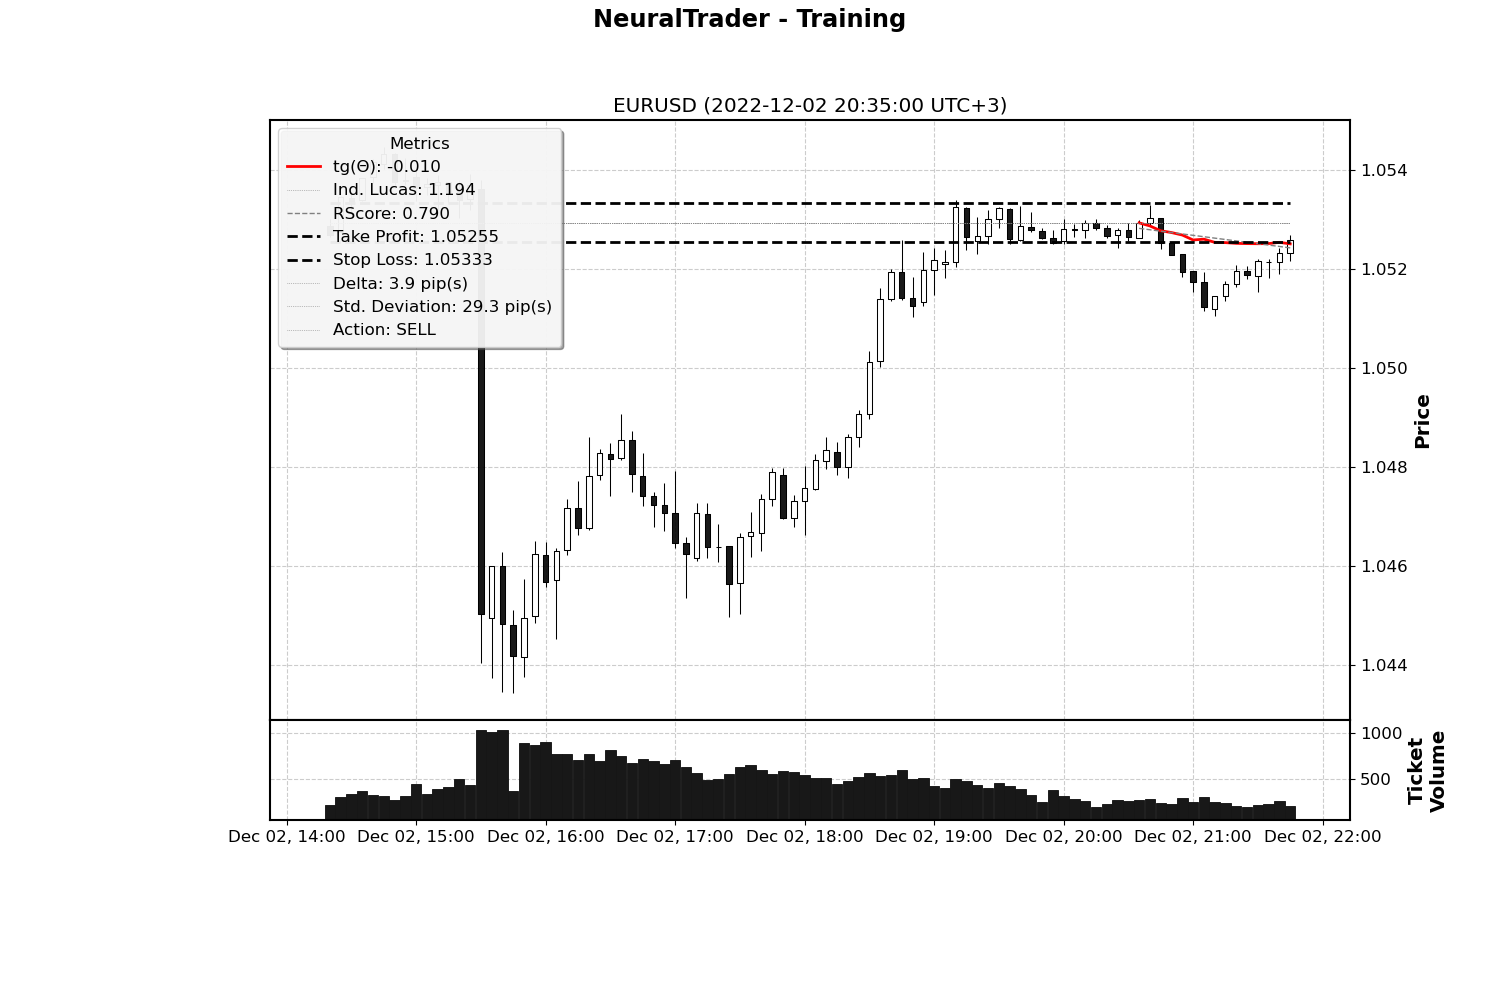 NeuralTrader - Training
EURUSD (2022-12-02 20:35:00 UTC+3)
Metrics
tg(Θ): -0.010
Ind. Lucas: 1.194
RScore: 0.790
Take Profit: 1.05255
Stop Loss: 1.05333
Delta: 3.9 pip(s)
Std. Deviation: 29.3 pip(s)
Action: SELL
1.054
1.052
1.050
1.048
1.046
1.044
Price
1000
500
Ticket
Volume
Dec 02, 14:00 Dec 02, 15:00 Dec 02, 16:00 Dec 02, 17:00 Dec 02, 18:00 Dec 02, 19:00 Dec 02, 20:00 Dec 02, 21:00 Dec 02, 22:00